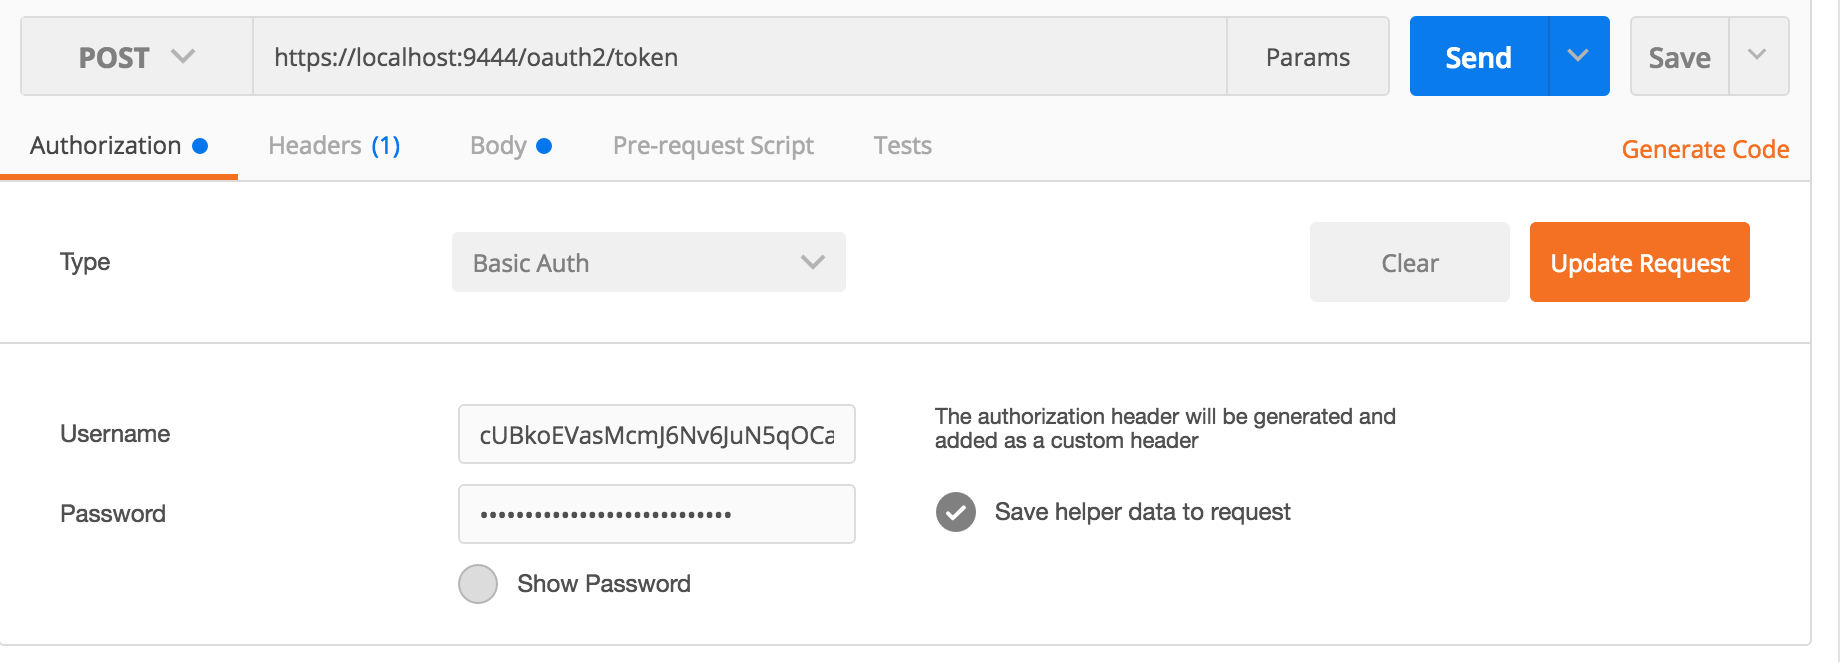 POST https://localhost:9444/oauth2/token Params Send Save
Authorization Headers (1) Body Pre-request Script Tests Generate Code
Type Basic Auth Clear Update Request
Username cUBkoEVasMcmJ6Nv6JuN5qOCa The authorization header will be generated and
added as a custom header
Password •••••••••••••••••••••••••••• Save helper data to request
Show Password